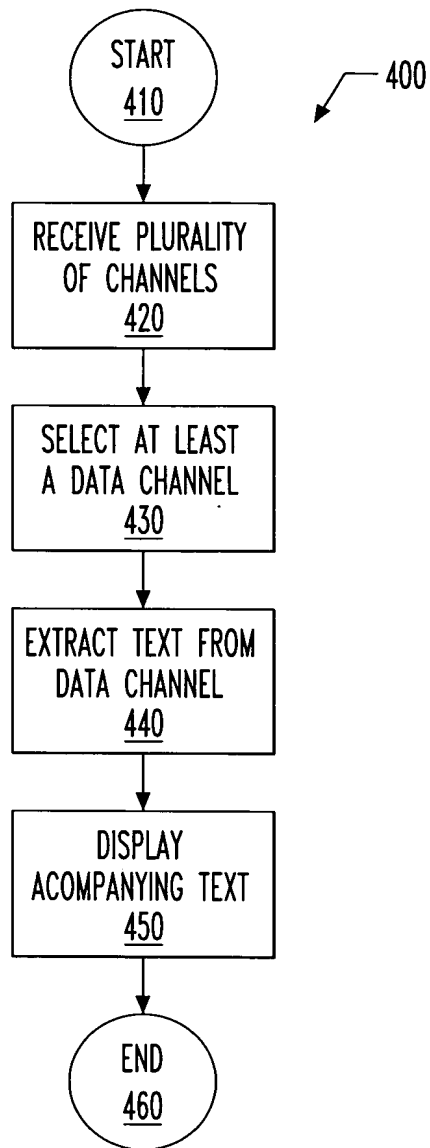 START
410
400
RECEIVE PLURALITY
OF CHANNELS
420
SELECT AT LEAST
A DATA CHANNEL
430
EXTRACT TEXT FROM
DATA CHANNEL
440
DISPLAY
ACOMPANYING TEXT
450
END
460